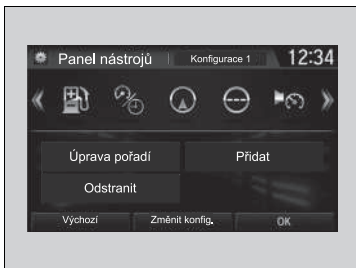 Panel nástrojů Konfigurace 1 12:34
Úprava pořadí Přidat
Odstranit
Výchozí Změnit konfig. OK